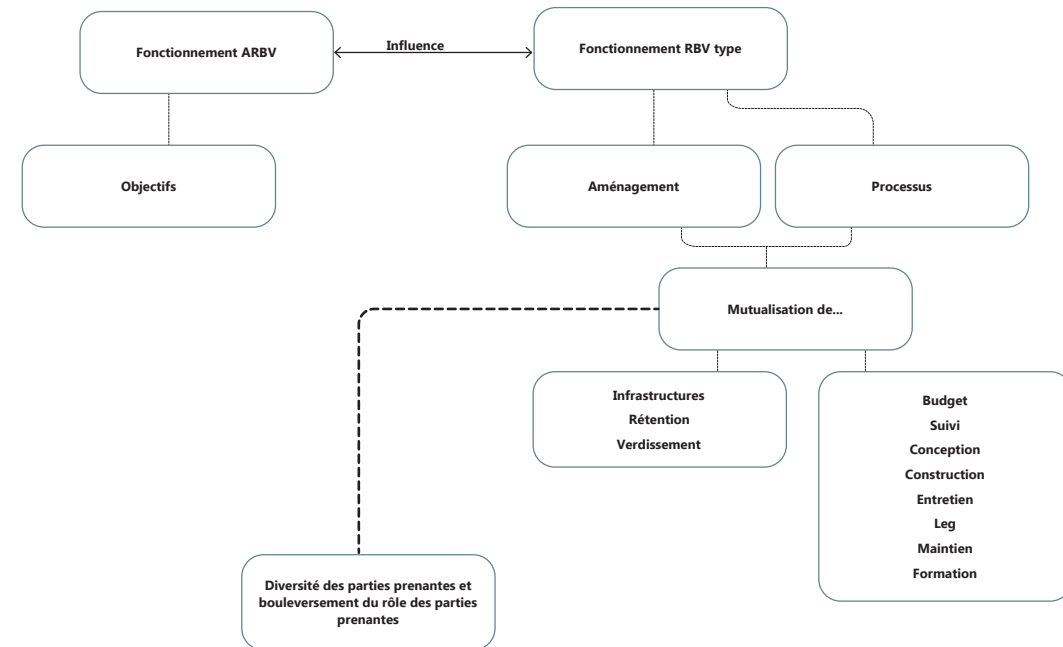 Fonctionnement ARBV
Influence
Fonctionnement RBV type
Objectifs
Aménagement
Processus
Mutualisation de...
Infrastructures
Rétention
Verdissement
Budget
Suivi
Conception
Construction
Entretien
Leg
Maintien
Formation
Diversité des parties prenantes et
bouleversement du rôle des parties
prenantes